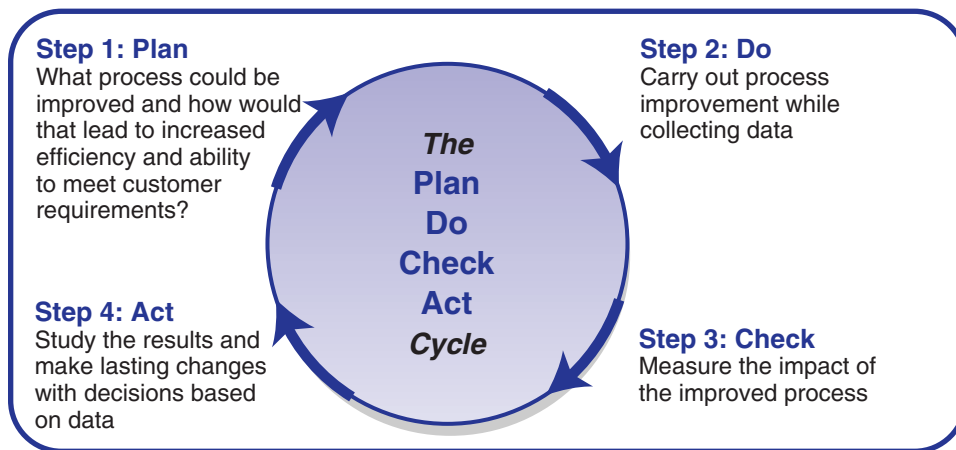 Step 1: Plan
What process could be
improved and how would
that lead to increased
efficiency and ability
to meet customer
requirements?
Step 2: Do
Carry out process
improvement while
collecting data
The
Plan
Do
Check
Act
Cycle
Step 3: Check
Measure the impact of
the improved process
Step 4: Act
Study the results and
make lasting changes
with decisions based
on data